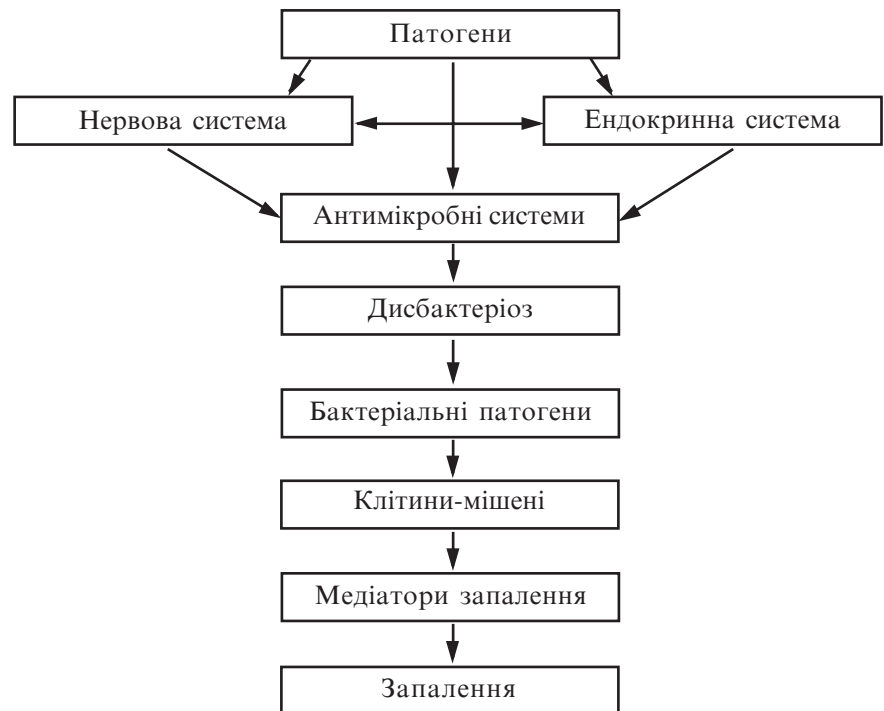 Патогени
Нервова система
Ендокринна система
Антимікробні системи
Дисбактеріоз
Бактеріальні патогени
Клітини-мішені
Медіатори запалення
Запалення